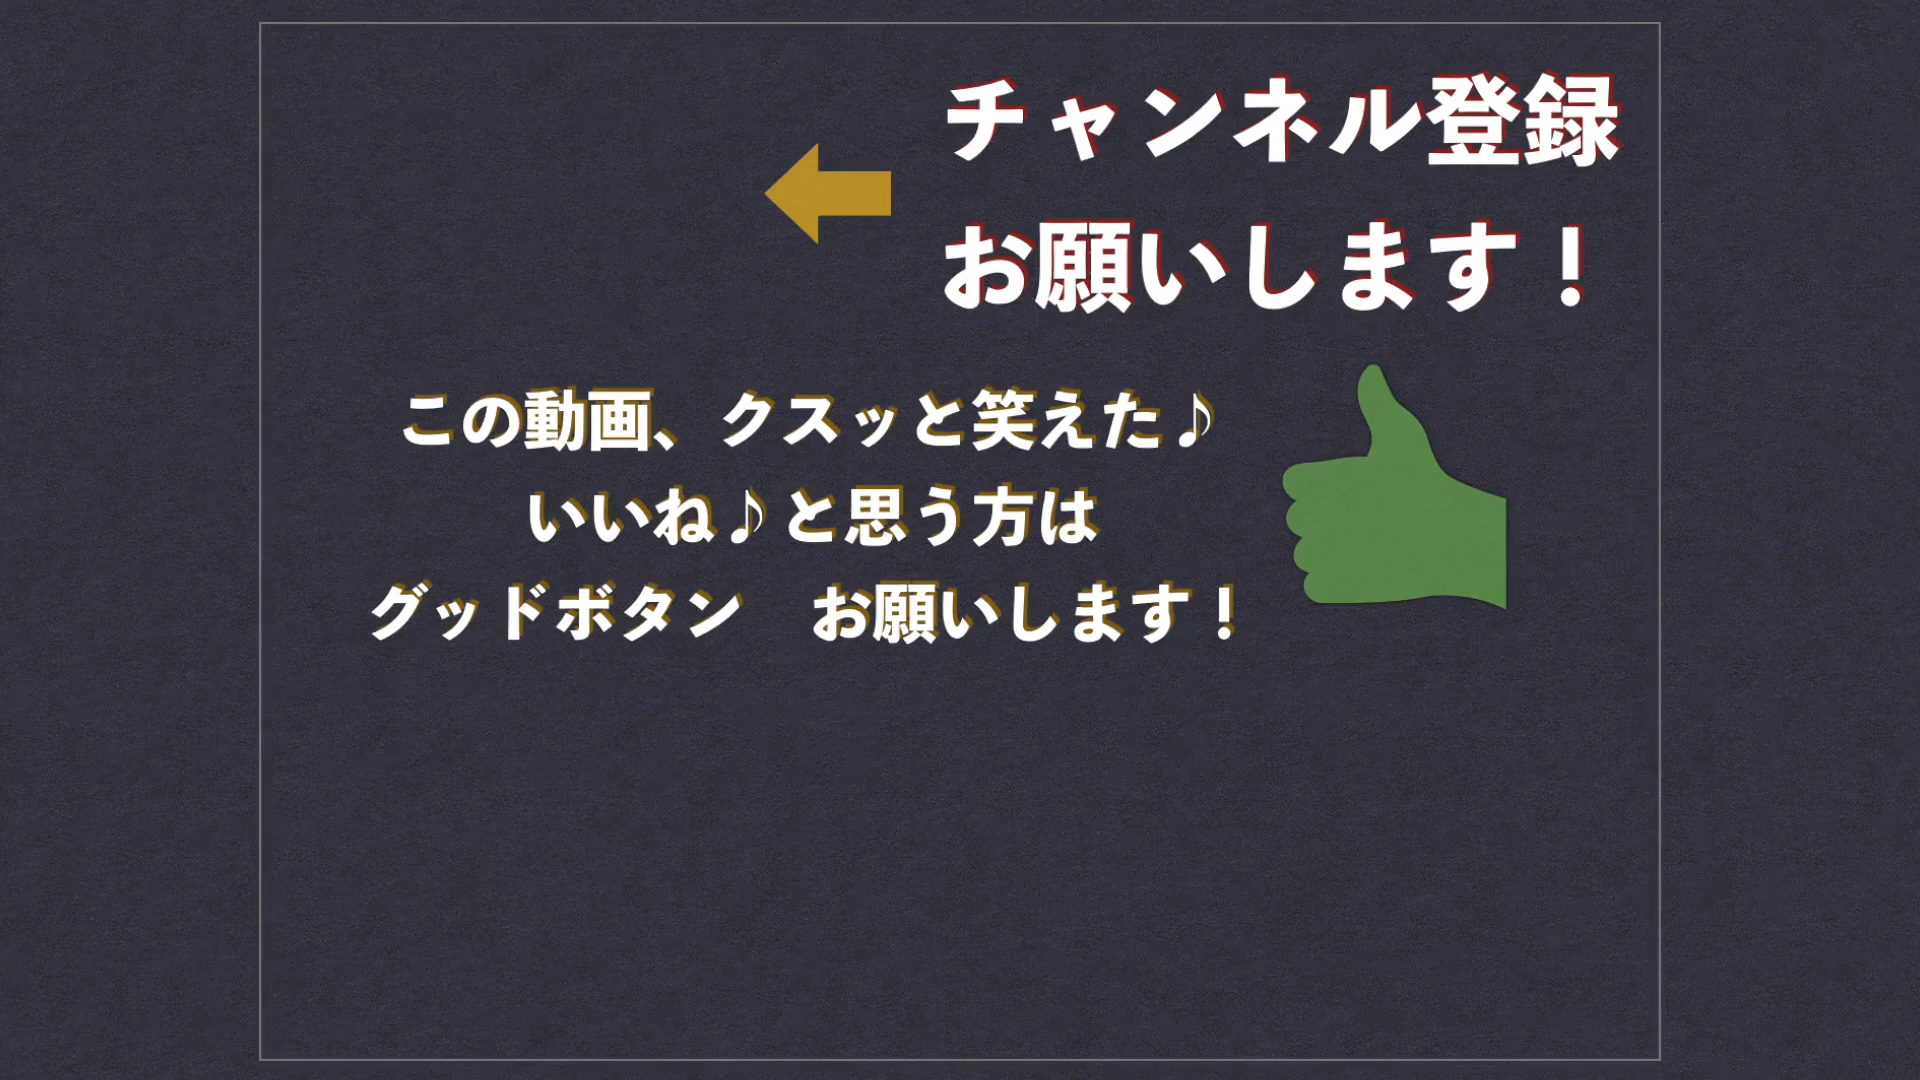 チャンネル登録
お願いします！
この動画、クスッと笑えた♪
いいね♪と思う方は
グッドボタン　お願いします！